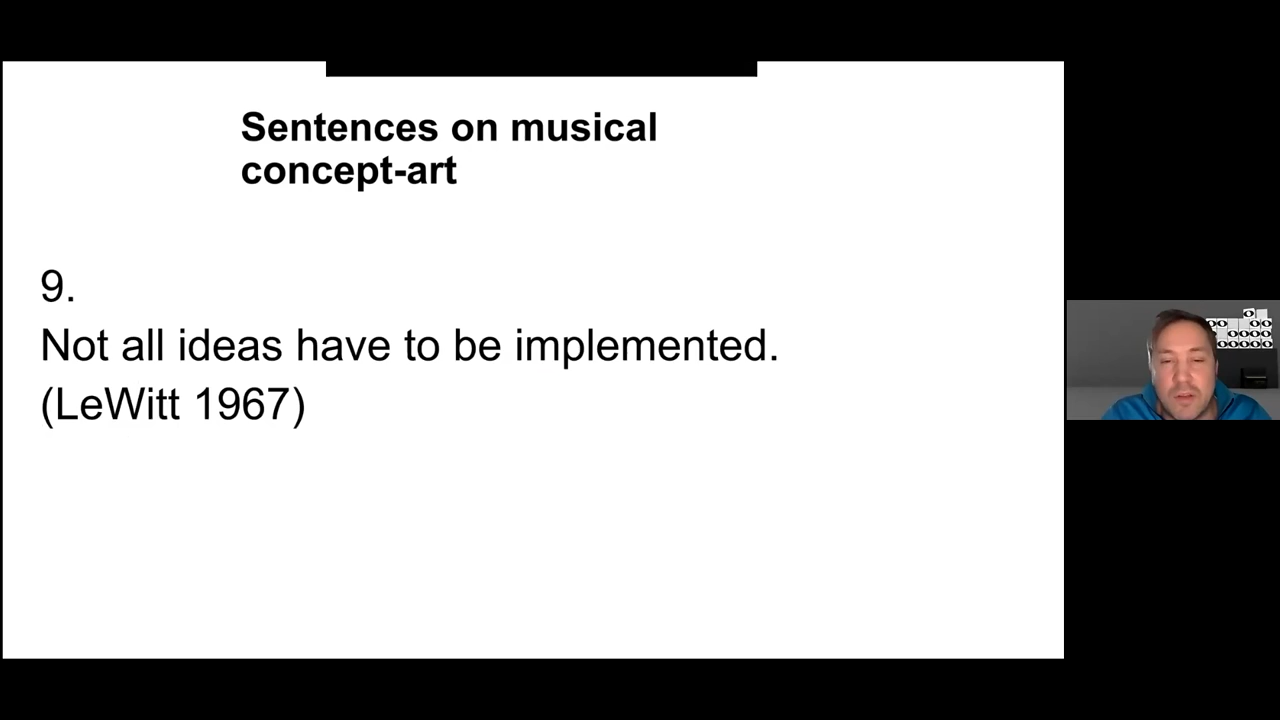 Sentences on musical
concept-art
9.
Not all ideas have to be implemented.
(LeWitt 1967)